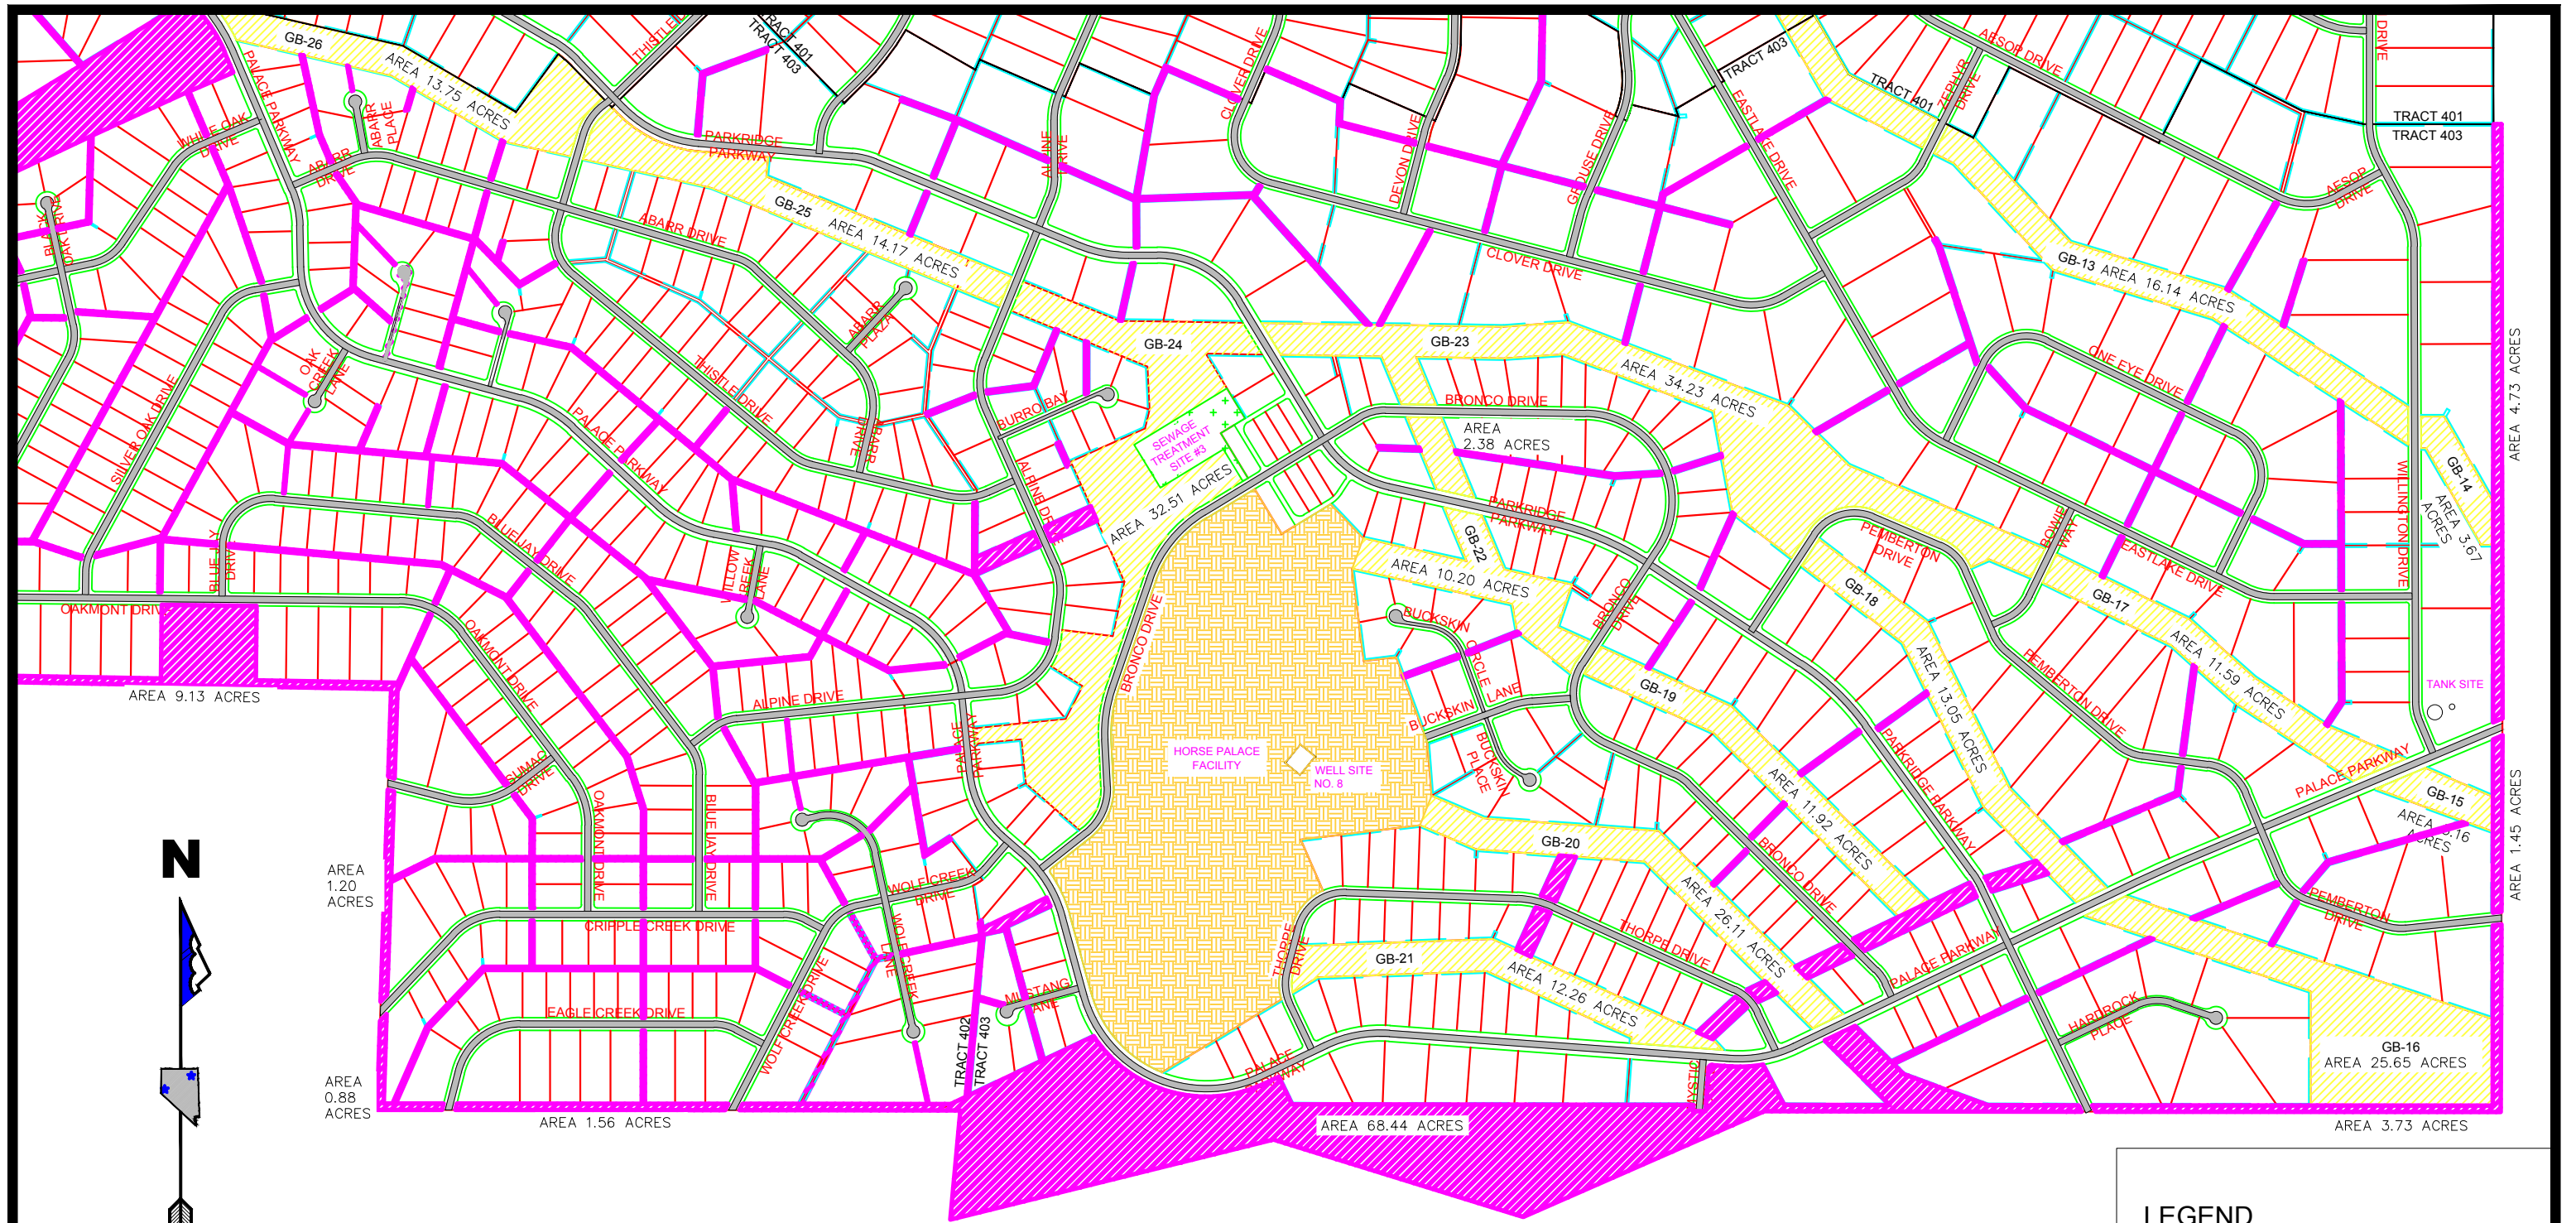 GB-26
AREA 13.75 ACRES
TRACT 401
TRACT 403
PALACE PARKWAY
WHITE OAK
DRIVE
ABARR
PLACE
ABARR
DRIVE
PARKRIDGE
PARKWAY
ALPINE
DRIVE
CLOVER DRIVE
DEVON DRIVE
GROUSE DRIVE
EASTLAKE DRIVE
TRACT 403
TRACT 401
ZEPHYR
DRIVE
AESOP DRIVE
DRIVE
TRACT 401
TRACT 403
AESOP
DRIVE
OAK DRIVE
GB-25
AREA 14.17 ACRES
ABARR DRIVE
CLOVER DRIVE
GB-13 AREA 16.14 ACRES
ABARR
PLAZA
GB-24
GB-23
AREA 34.23 ACRES
ONE EYE DRIVE
AREA 4.73 ACRES
OAK
CREEK
LANE
THISTLE DRIVE
SILVER OAK DRIVE
PALACE PARKWAY
BURRO BAY
ABARR
DRIVE
SEWAGE
TREATMENT
SITE #3
AREA 32.51 ACRES
BRONCO DRIVE
AREA
2.38 ACRES
PARKRIDGE
PARKWAY
GB-22
GB-14
AREA 3.67
ACRES
WILLINGTON DRIVE
BLUEJAY DRIVE
BLUE JAY
DRIVE
WILLOW
CREEK
LANE
PEMBERTON
DRIVE
BOWIE
WAY
EASTLAKE DRIVE
AREA 10.20 ACRES
GB-18
GB-17
AREA 11.59 ACRES
OAKMONT DRIVE
OAKMONT DRIVE
BRONCO DRIVE
BUCKSKIN
CIRCLE
BRONCO
DRIVE
AREA 13.05 ACRES
PEMBERTON DRIVE
AREA 9.13 ACRES
ALPINE DRIVE
PALACE
PARKWAY
BUCKSKIN LANE
GB-19
TANK SITE
HORSE PALACE
FACILITY
WELL SITE
NO. 8
BUCKSKIN
PLACE
SUMAC
DRIVE
AREA 11.92 ACRES
PARKRIDGE PARKWAY
PALACE PARKWAY
GB-15
AREA 1.45 ACRES
OAKMONT DRIVE
BLUE JAY DRIVE
N
GB-20
BRONCO DRIVE
AREA
1.20
ACRES
WOLF CREEK
DRIVE
AREA 26.11 ACRES
CRIPPLE CREEK DRIVE
WOLF CREEK
LANE
THORPE
DRIVE
THORPE DRIVE
PALACE PARKWAY
PEMBERTON
DRIVE
GB-21
AREA 12.26 ACRES
MUSTANG
LANE
EAGLE CREEK DRIVE
WOLF CREEK DRIVE
TRACT 402
TRACT 403
HARDROCK
PLACE
GB-16
AREA 25.65 ACRES
PALACE
PARKWAY
AREA
0.88
ACRES
AREA 1.56 ACRES
AREA 68.44 ACRES
AREA 3.73 ACRES
LEGEND